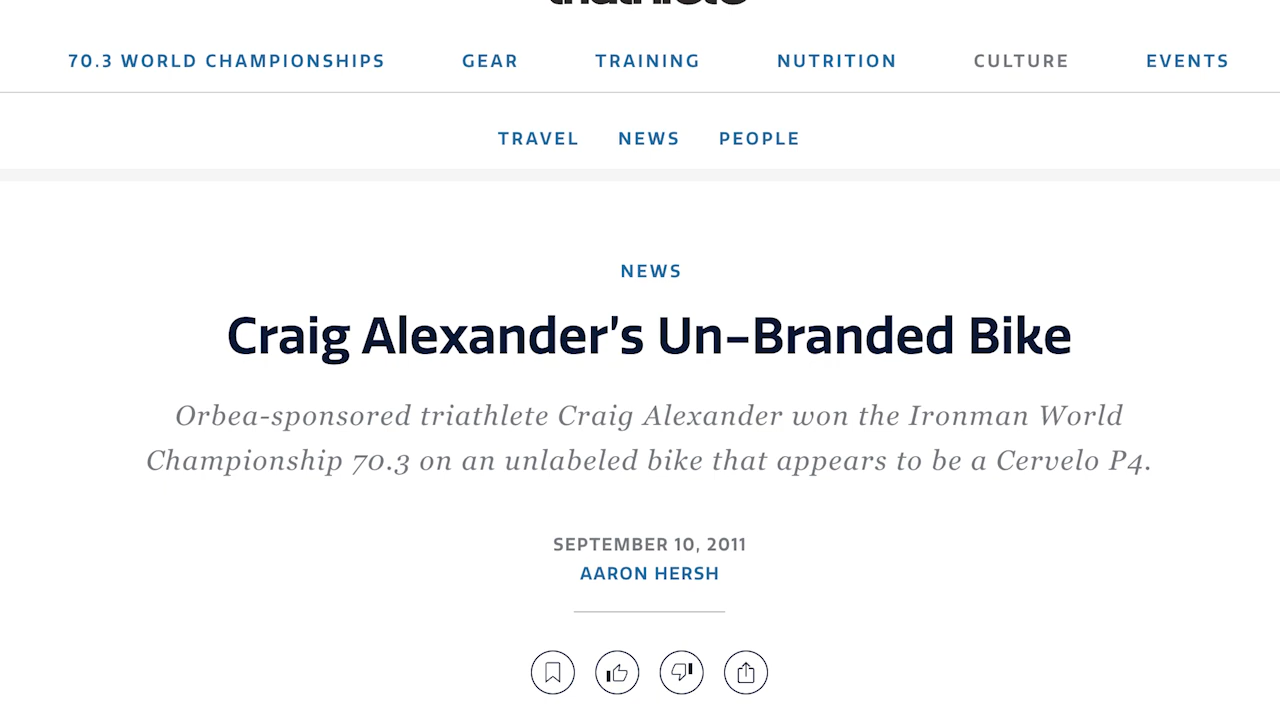 70.3 WORLD CHAMPIONSHIPS GEAR TRAINING NUTRITION CULTURE EVENTS
TRAVEL NEWS PEOPLE
NEWS
Craig Alexander's Un-Branded Bike
Orbea-sponsored triathlete Craig Alexander won the Ironman World
Championship 70.3 on an unlabeled bike that appears to be a Cervelo P4.
SEPTEMBER 10, 2011
AARON HERSH